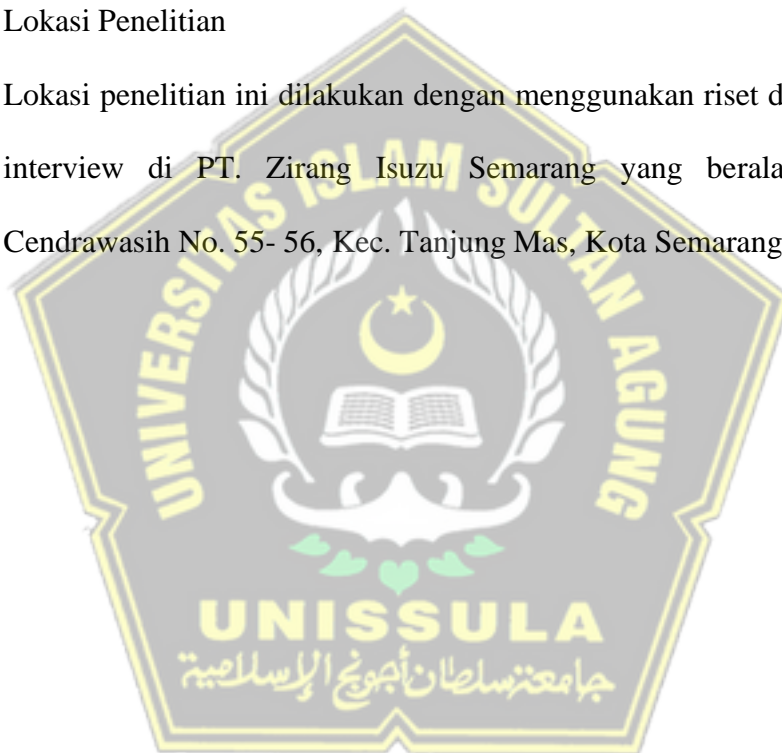 Lokasi Penelitian
Lokasi penelitian ini dilakukan dengan menggunakan riset
interview di PT. Zirang Isuzu Semarang yang
Cendrawasih No. 55- 56, Kec. Tanjung Mas, Kota Semarang
UNIVERSITAS ISLAM SULTAN AGUNG
UNISSULA
جامعة سلطان أجونج الإسلامية